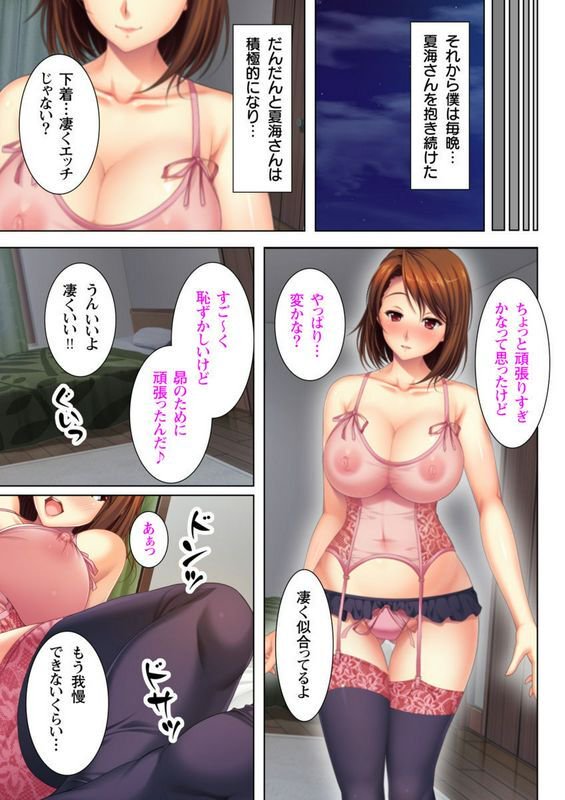 それから僕は毎晩…
夏海さんを抱き続けた
だんだんと夏海さんは
積極的になり…
下着…凄くエッチ
じゃない?
ちょっと頑張りすぎ
かなって思ったけど
やっぱり…
変かな?
凄く似合ってるよ
すご〜く
恥ずかしいけど
昴のために
頑張ったんだ♪
うん いいよ
凄くいい!!
ぐいっ
ドンッ
あぁっ
ドサッ
もう我慢
できないくらい…